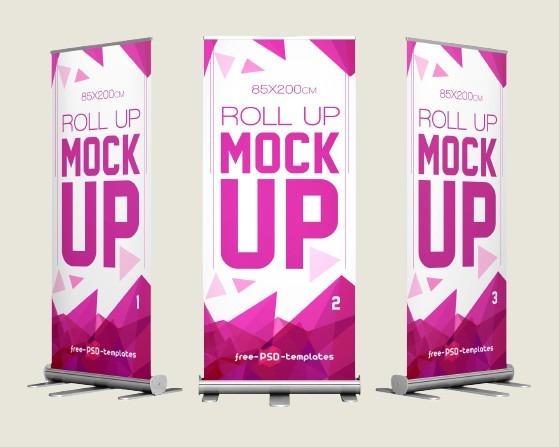 85X200CM
ROLL UP
MOCK
UP
1
free-PSD-templates
85X200CM
ROLL UP
MOCK
UP
2
free-PSD-templates
85X200CM
ROLL UP
MOCK
UP
3
free-PSD-templates